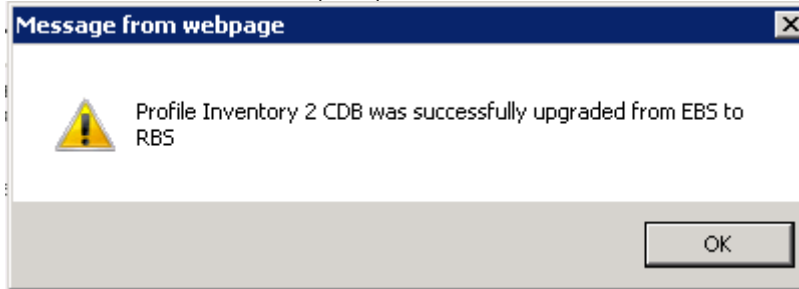 Message from webpage
Profile Inventory 2 CDB was successfully upgraded from EBS to
RBS
OK